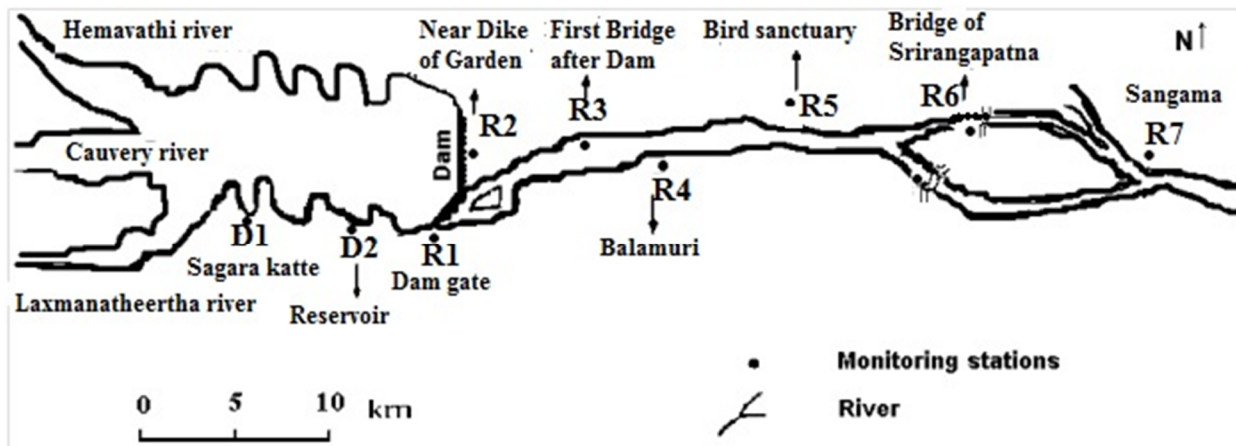 Hemavathi river
Near Dike
of Garden
First Bridge
after Dam
Bird sanctuary
Bridge of
Srirangapatna
N
Sangama
R2
R3
R5
R6
R7
Dam
Cauvery river
R4
D1
D2
R1
Balamuri
Sagara katte
Dam gate
Laxmanatheertha river
Reservoir
Monitoring stations
River
0 5 10 km